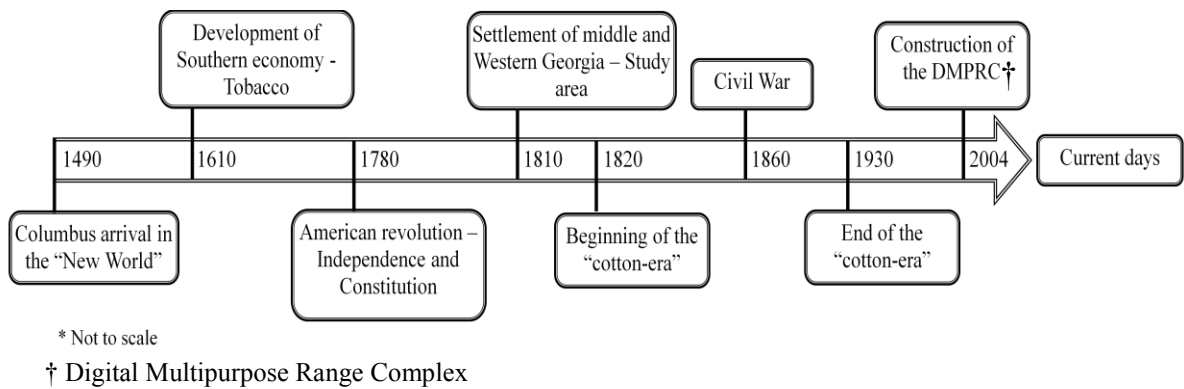 Development of
Southern economy -
Tobacco
Settlement of middle and
Western Georgia – Study
area
Civil War
Construction of
the DMPRC†
1490
1610
1780
1810
1820
1860
1930
2004
Current days
Columbus arrival in
the “New World”
American revolution –
Independence and
Constitution
Beginning of the
“cotton-era”
End of the
“cotton-era”
* Not to scale
† Digital Multipurpose Range Complex